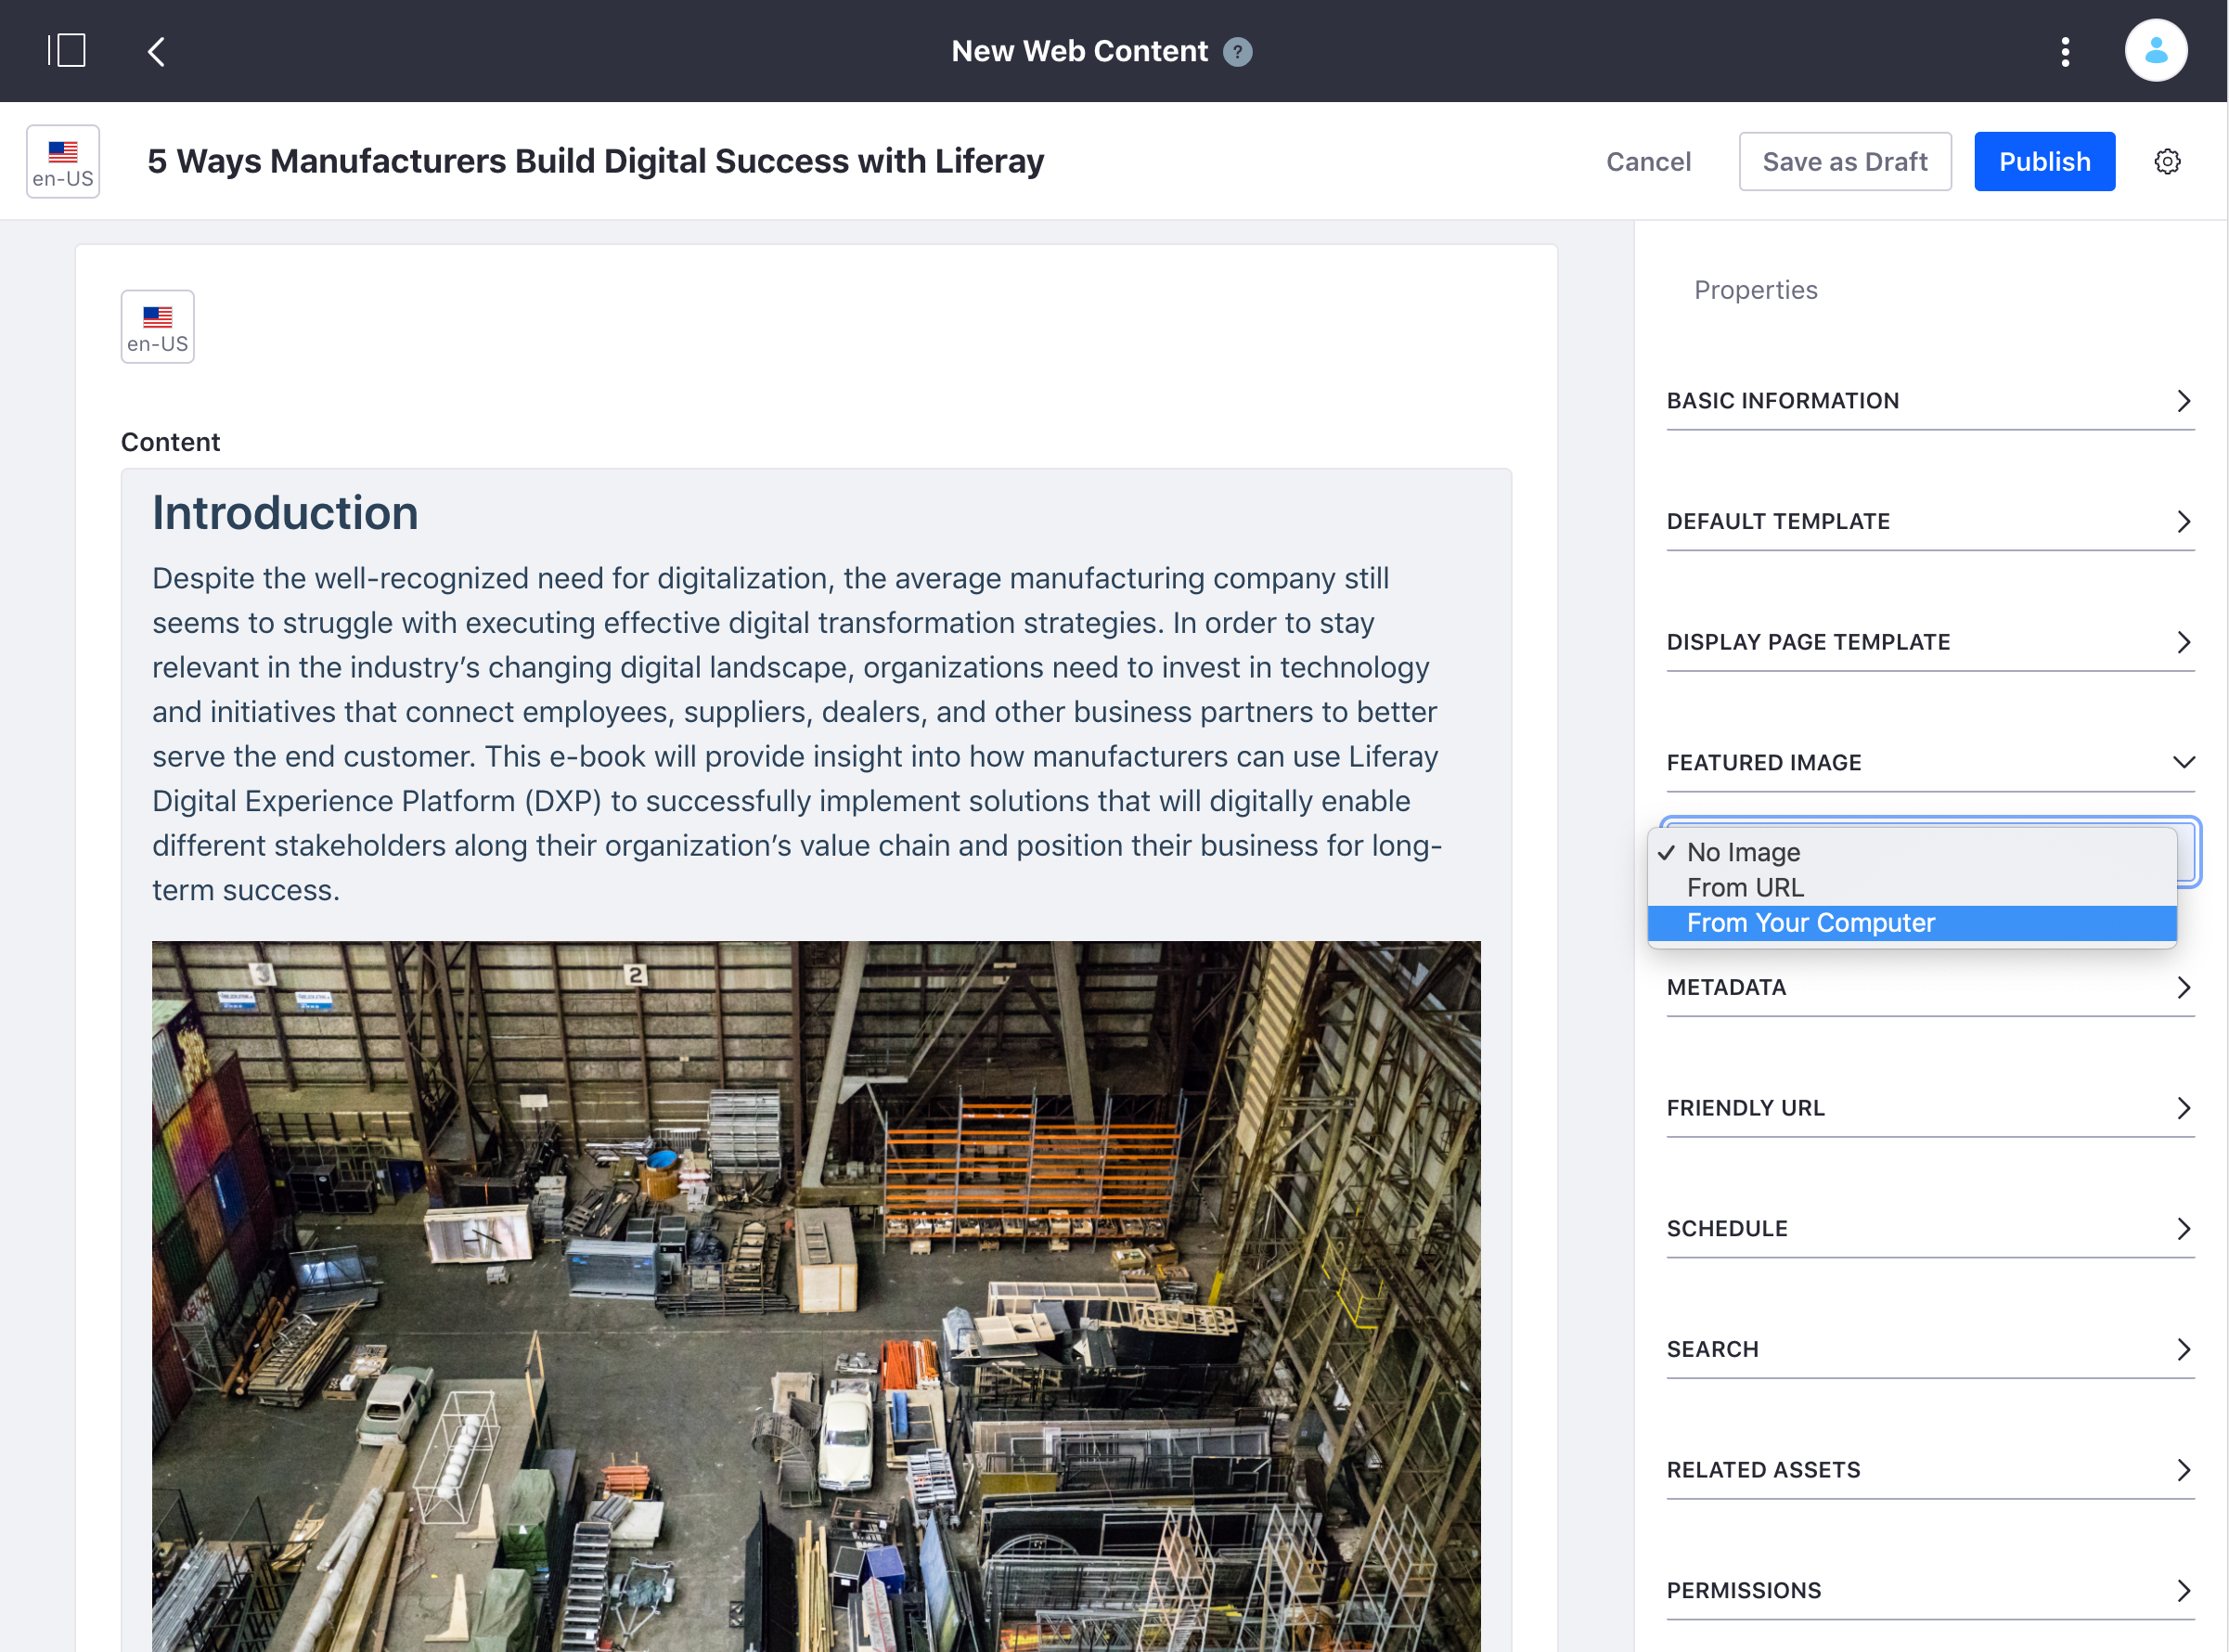 New Web Content ?
en-US
5 Ways Manufacturers Build Digital Success with Liferay
Cancel
Save as Draft
Publish
en-US
Content
Introduction
Despite the well-recognized need for digitalization, the average manufacturing company still
seems to struggle with executing effective digital transformation strategies. In order to stay
relevant in the industry’s changing digital landscape, organizations need to invest in technology
and initiatives that connect employees, suppliers, dealers, and other business partners to better
serve the end customer. This e-book will provide insight into how manufacturers can use Liferay
Digital Experience Platform (DXP) to successfully implement solutions that will digitally enable
different stakeholders along their organization’s value chain and position their business for long-
term success.
3
2
Properties
BASIC INFORMATION
DEFAULT TEMPLATE
DISPLAY PAGE TEMPLATE
FEATURED IMAGE
No Image
From URL
From Your Computer
METADATA
FRIENDLY URL
SCHEDULE
SEARCH
RELATED ASSETS
PERMISSIONS